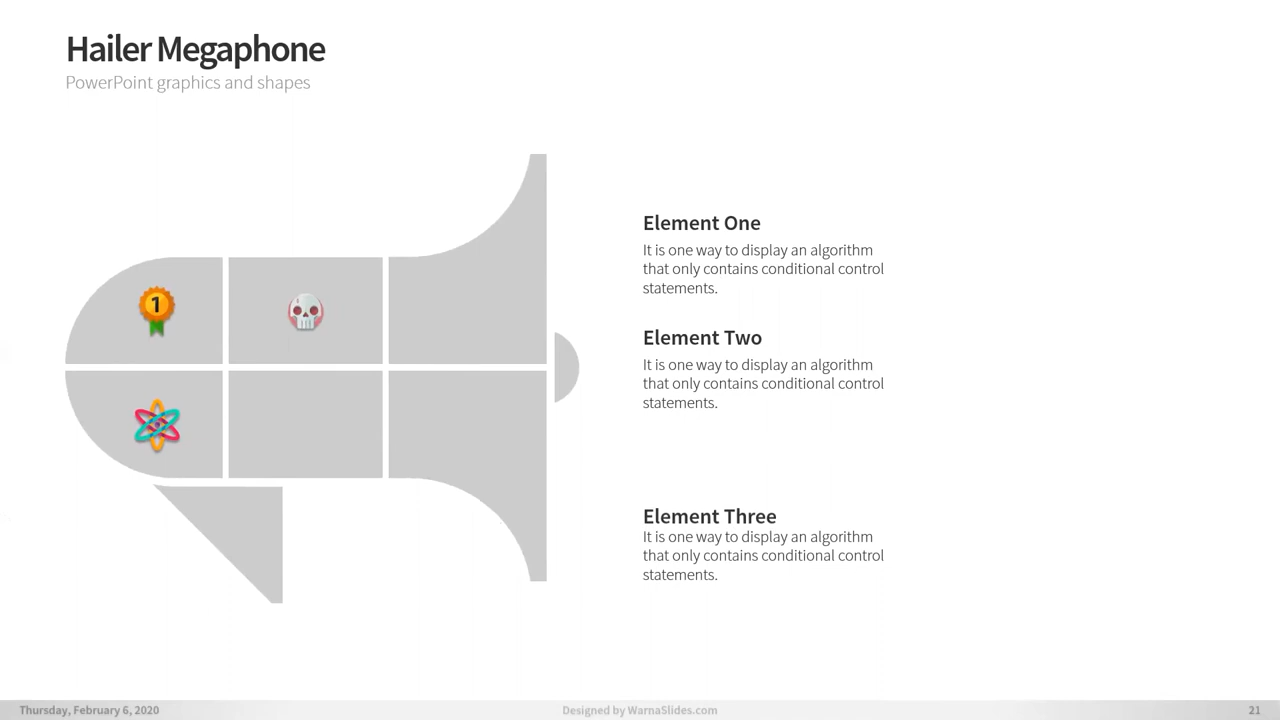 Hailer Megaphone
PowerPoint graphics and shapes
1
Element One
It is one way to display an algorithm
that only contains conditional control
statements.
Element Two
It is one way to display an algorithm
that only contains conditional control
statements.
Element Three
It is one way to display an algorithm
that only contains conditional control
statements.
Thursday, February 6, 2020
Designed by WarnaSlides.com
21